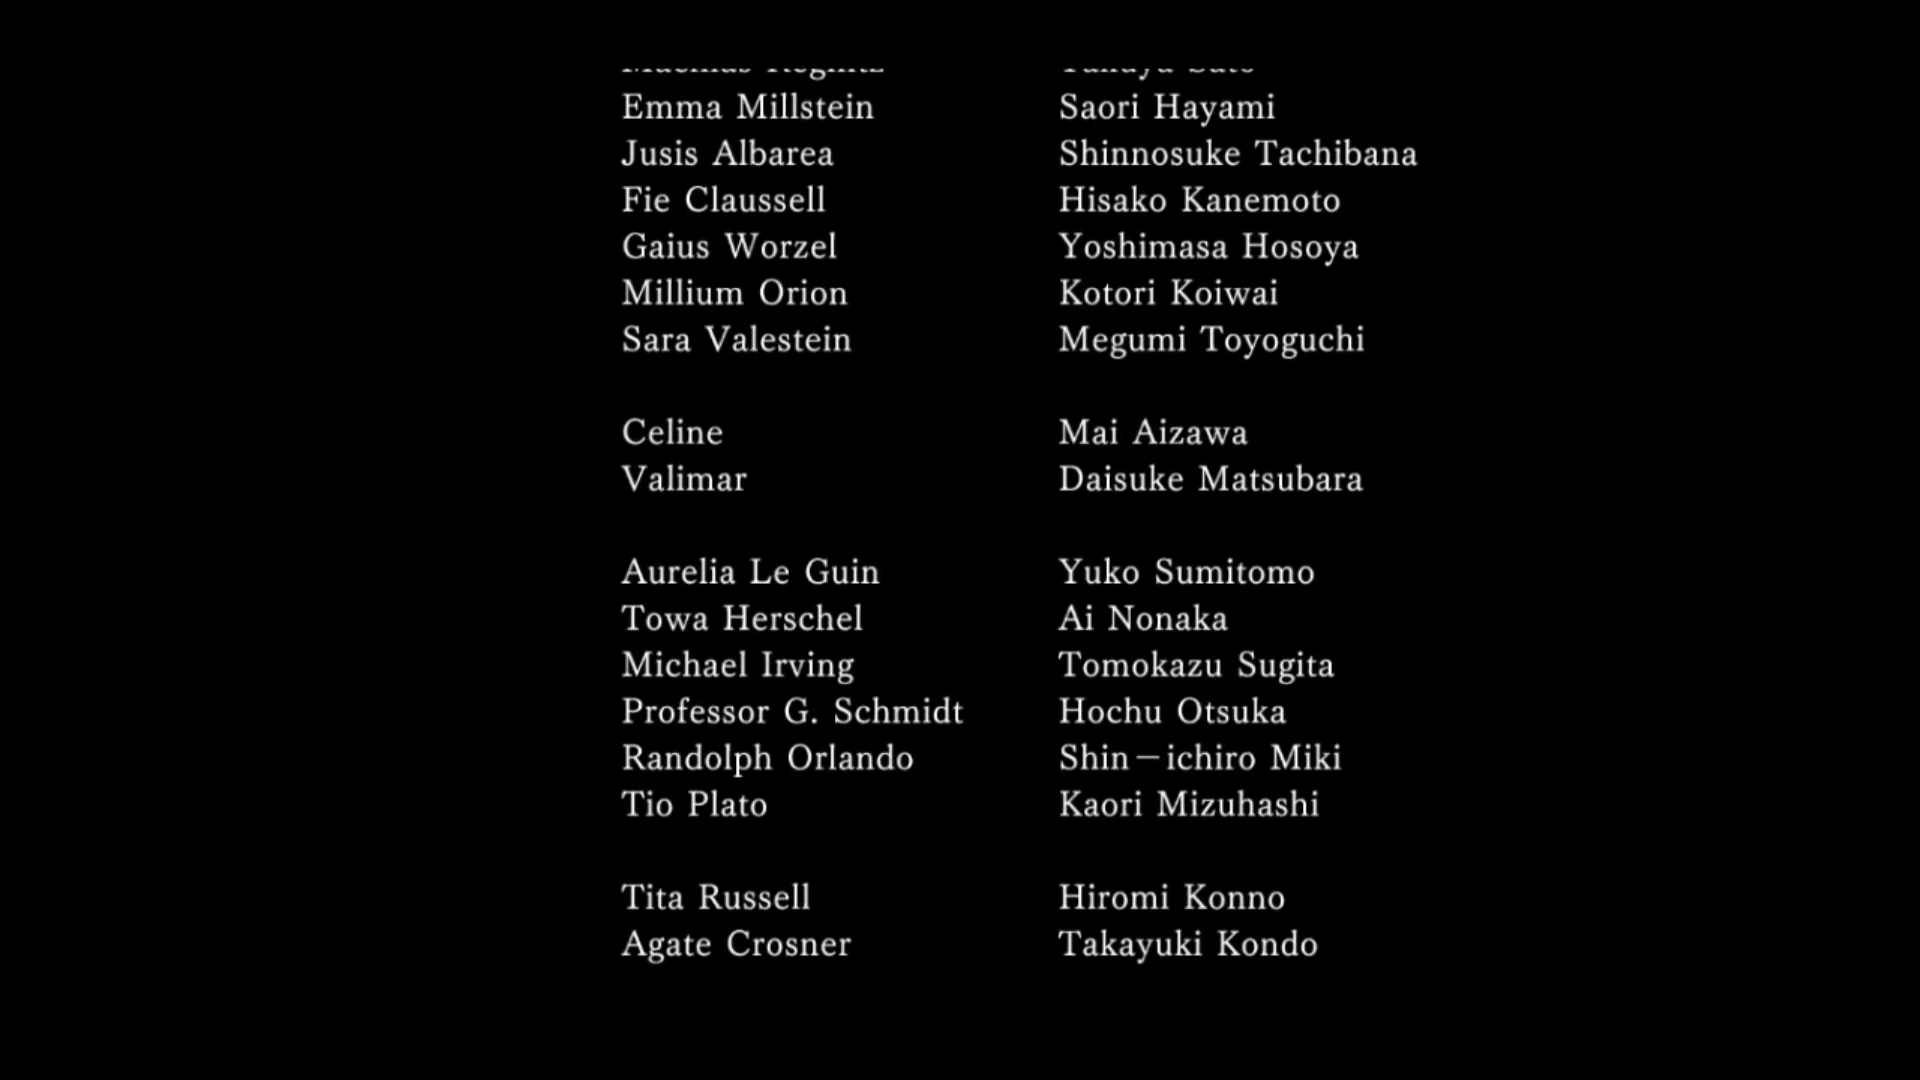 Emma Millstein Saori Hayami
Jusis Albarea Shinnosuke Tachibana
Fie Claussell Hisako Kanemoto
Gaius Worzel Yoshimasa Hosoya
Millium Orion Kotori Koiwai
Sara Valestein Megumi Toyoguchi
Celine Mai Aizawa
Valimar Daisuke Matsubara
Aurelia Le Guin Yuko Sumitomo
Towa Herschel Ai Nonaka
Michael Irving Tomokazu Sugita
Professor G. Schmidt Hochu Otsuka
Randolph Orlando Shin—ichiro Miki
Tio Plato Kaori Mizuhashi
Tita Russell Hiromi Konno
Agate Crosner Takayuki Kondo